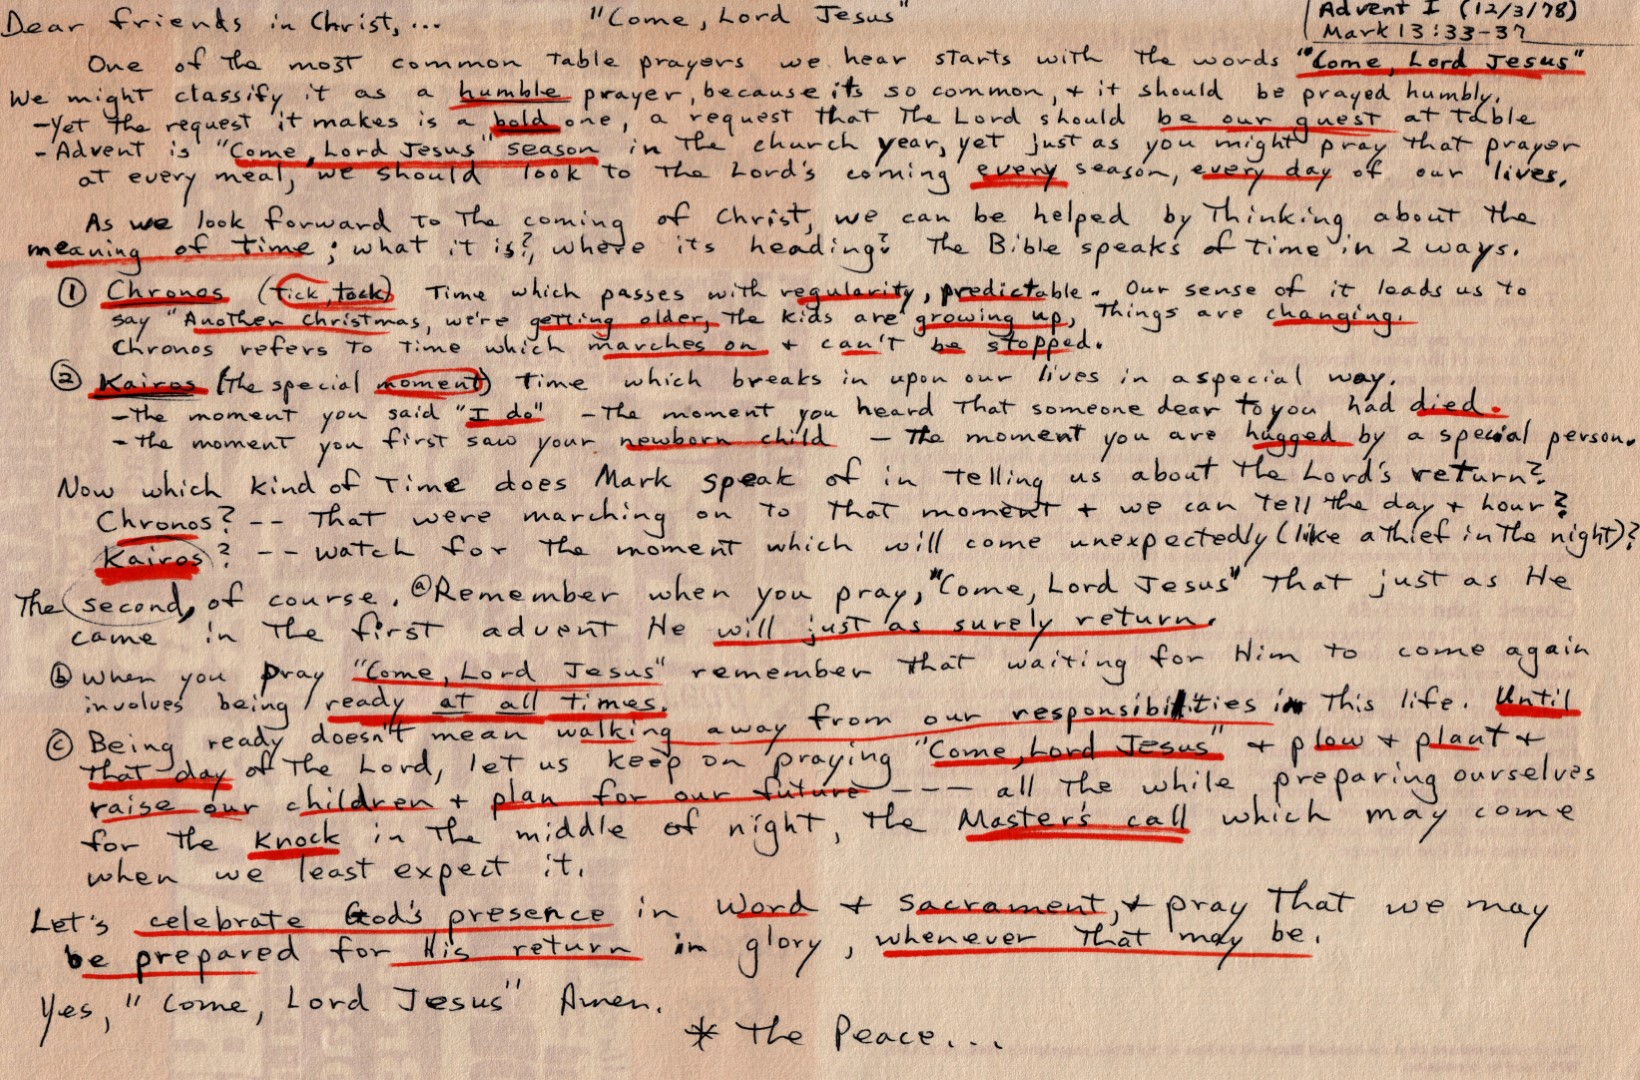 Dear friends in Christ, ... "Come, Lord Jesus" Advent I (12/3/78)
Mark 13:33-37
One of the most common table prayers we hear starts with the words "Come, Lord Jesus"
We might classify it as a humble prayer, because its so common, + it should be prayed humbly.
-Yet the request it makes is a bold one, a request that the Lord should be our guest at table
- Advent is "Come, Lord Jesus" season in the church year, yet just as you might pray that prayer
at every meal, we should look to the Lord's coming every season, every day of our lives.
As we look forward to the coming of Christ, we can be helped by thinking about the
meaning of time; what it is?, where its heading? The Bible speaks of time in 2 ways.
① Chronos (tick, tock) Time which passes with regularity, predictable. Our sense of it leads us to
say "Another Christmas, we're getting older, the kids are growing up, things are changing.
Chronos refers to time which marches on + can't be stopped.
② Kairos (the special moment) time which breaks in upon our lives in a special way.
-the moment you said "I do" -the moment you heard that someone dear to you had died.
-the moment you first saw your newborn child - the moment you are hugged by a special person.
Now which kind of time does Mark speak of in telling us about the Lord's return?
Chronos? -- that were marching on to that moment + we can tell the day + hour?
Kairos? -- watch for the moment which will come unexpectedly (like a thief in the night)?
The second, of course. ⓐ Remember when you pray, "Come, Lord Jesus" that just as He
came in the first advent He will just as surely return.
ⓑ When you pray "Come, Lord Jesus" remember that waiting for Him to come again
involves being ready at all times.
ⓒ Being ready doesn't mean walking away from our responsibilities in this life. Until
that day of the Lord, let us keep on praying "Come, Lord Jesus" + plow + plant +
raise our children + plan for our future --- all the while preparing ourselves
for the knock in the middle of night, the Master's call which may come
when we least expect it.
Let's celebrate God's presence in Word + Sacrament, + pray that we may
be prepared for His return in glory, whenever that may be.
Yes, "Come, Lord Jesus" Amen.
* The Peace...